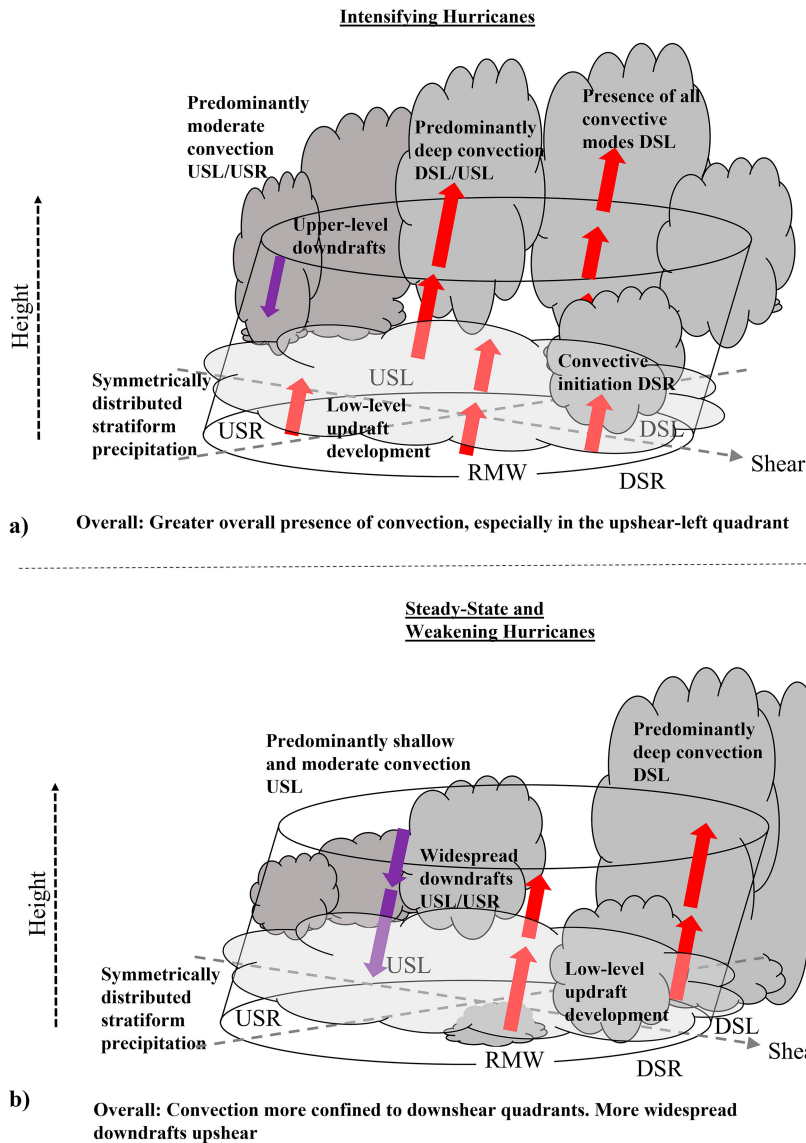 Intensifying Hurricanes
Predominantly
moderate
convection
USL/USR
Predominantly
deep convection
DSL/USL
Presence of all
convective
modes DSL
Upper-level
downdrafts
Height
Symmetrically
distributed
stratiform
precipitation
USL
Convective
initiation DSR
USR
Low-level
updraft
development
DSL
RMW
DSR
Shear
a)
Overall: Greater overall presence of convection, especially in the upshear-left quadrant
Steady-State and
Weakening Hurricanes
Predominantly shallow
and moderate convection
USL
Predominantly
deep convection
DSL
Height
Widespread
downdrafts
USL/USR
Symmetrically
distributed
stratiform
precipitation
USL
Low-level
updraft
development
USR
DSL
RMW
DSR
Shea
b)
Overall: Convection more confined to downshear quadrants. More widespread
downdrafts upshear